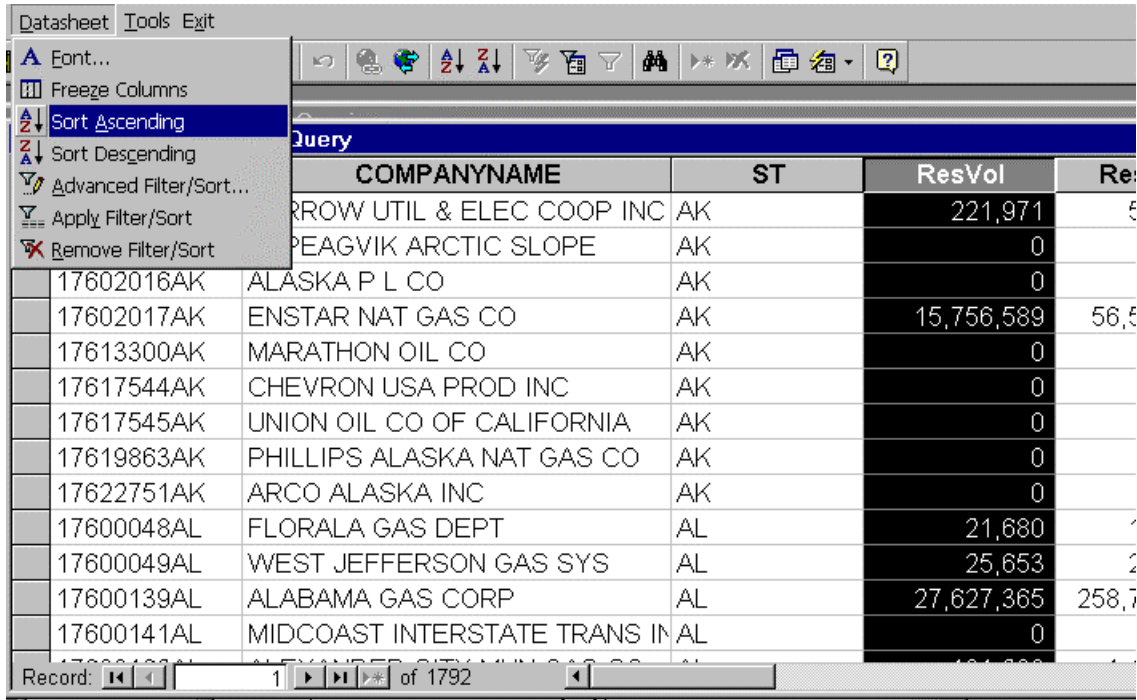 Datasheet Tools Exit
Font...
Freeze Columns
Sort Ascending
Sort Descending
Advanced Filter/Sort...
Apply Filter/Sort
Remove Filter/Sort
Query
COMPANYNAME ST ResVol
RROW UTIL & ELEC COOP INC AK 221,971
PEAGVIK ARCTIC SLOPE AK 0
17602016AK ALASKA P L CO AK 0
17602017AK ENSTAR NAT GAS CO AK 15,756,589 56,5
17613300AK MARATHON OIL CO AK 0
17617544AK CHEVRON USA PROD INC AK 0
17617545AK UNION OIL CO OF CALIFORNIA AK 0
17619863AK PHILLIPS ALASKA NAT GAS CO AK 0
17622751AK ARCO ALASKA INC AK 0
17600048AL FLORALA GAS DEPT AL 21,680
17600049AL WEST JEFFERSON GAS SYS AL 25,653
17600139AL ALABAMA GAS CORP AL 27,627,365 258,7
17600141AL MIDCOAST INTERSTATE TRANS IN AL 0
Record: 1 of 1792